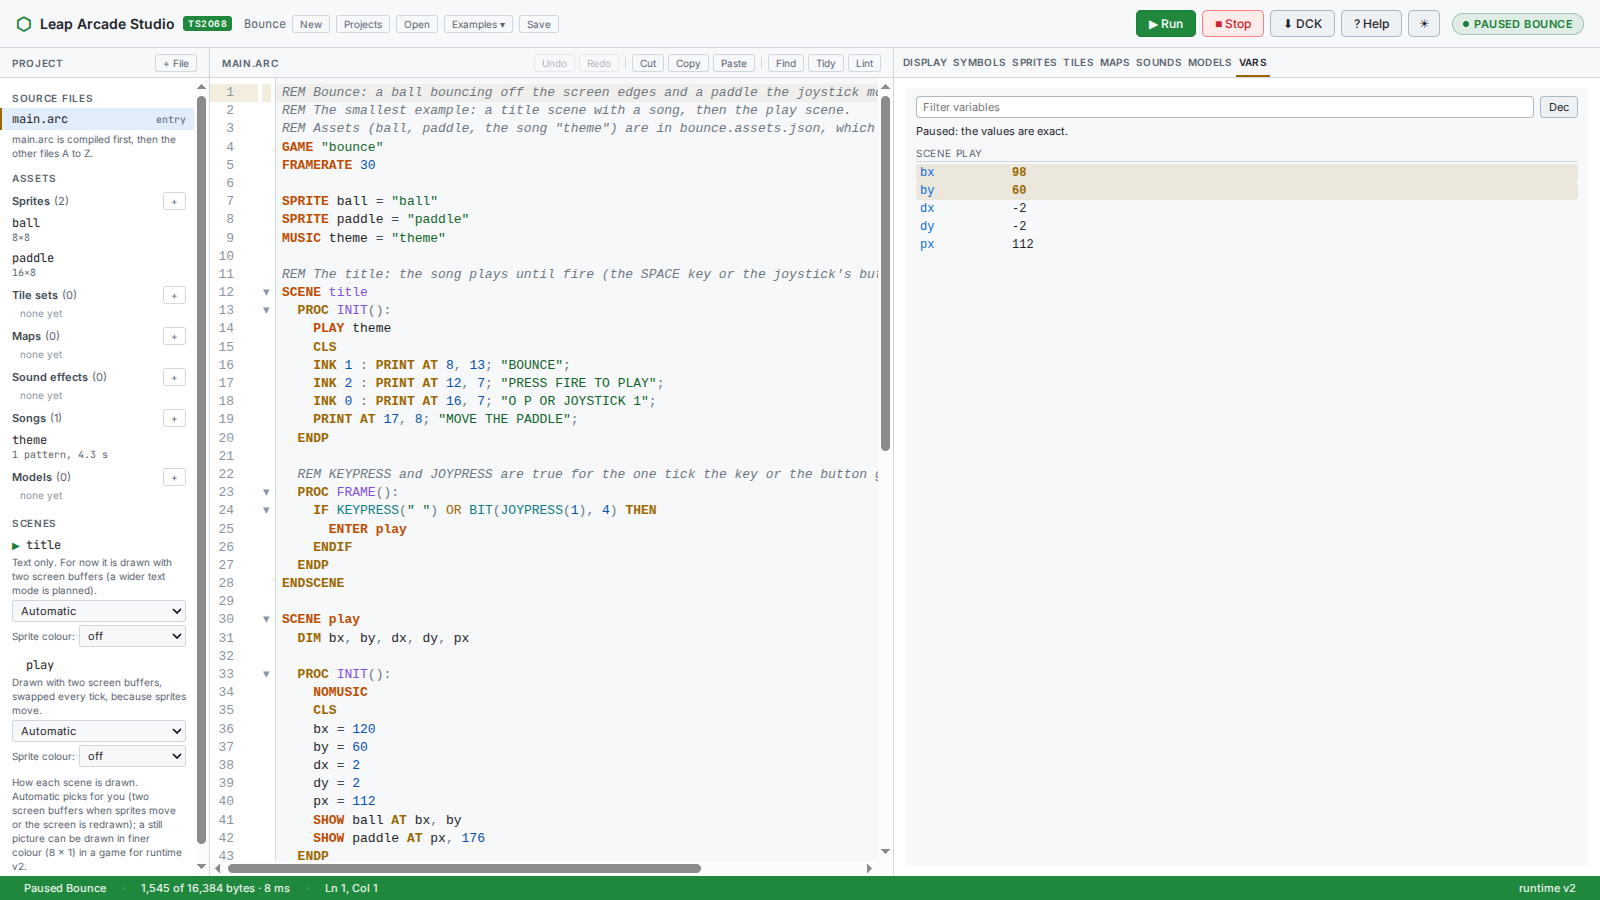 Leap Arcade Studio TS2068 Bounce New Projects Open Examples ▾ Save ▶ Run ■ Stop ⬇ DCK ? Help ☀ ● PAUSED BOUNCE
PROJECT + File
SOURCE FILES
main.arc entry
main.arc is compiled first, then the
other files A to Z.
ASSETS
Sprites (2) +
ball
8×8
paddle
16×8
Tile sets (0) +
none yet
Maps (0) +
none yet
Sound effects (0) +
none yet
Songs (1) +
theme
1 pattern, 4.3 s
Models (0) +
none yet
SCENES
▶ title
Text only. For now it is drawn with
two screen buffers (a wider text
mode is planned).
Automatic
Sprite colour: off
play
Drawn with two screen buffers,
swapped every tick, because sprites
move.
Automatic
Sprite colour: off
How each scene is drawn.
Automatic picks for you (two
screen buffers when sprites move
or the screen is redrawn); a still
picture can be drawn in finer
colour (8 × 1) in a game for runtime
v2.
MAIN.ARC Undo Redo Cut Copy Paste Find Tidy Lint
1 REM Bounce: a ball bouncing off the screen edges and a paddle the joystick mo
2 REM The smallest example: a title scene with a song, then the play scene.
3 REM Assets (ball, paddle, the song "theme") are in bounce.assets.json, which
4 GAME "bounce"
5 FRAMERATE 30
6
7 SPRITE ball = "ball"
8 SPRITE paddle = "paddle"
9 MUSIC theme = "theme"
10
11 REM The title: the song plays until fire (the SPACE key or the joystick's but
12 ▼ SCENE title
13 ▼ PROC INIT():
14 PLAY theme
15 CLS
16 INK 1 : PRINT AT 8, 13; "BOUNCE";
17 INK 2 : PRINT AT 12, 7; "PRESS FIRE TO PLAY";
18 INK 0 : PRINT AT 16, 7; "O P OR JOYSTICK 1";
19 PRINT AT 17, 8; "MOVE THE PADDLE";
20 ENDP
21
22 REM KEYPRESS and JOYPRESS are true for the one tick the key or the button g
23 ▼ PROC FRAME():
24 ▼ IF KEYPRESS(" ") OR BIT(JOYPRESS(1), 4) THEN
25 ENTER play
26 ENDIF
27 ENDP
28 ENDSCENE
29
30 ▼ SCENE play
31 DIM bx, by, dx, dy, px
32
33 ▼ PROC INIT():
34 NOMUSIC
35 CLS
36 bx = 120
37 by = 60
38 dx = 2
39 dy = 2
40 px = 112
41 SHOW ball AT bx, by
42 SHOW paddle AT px, 176
43 ENDP
DISPLAY SYMBOLS SPRITES TILES MAPS SOUNDS MODELS VARS
Filter variables Dec
Paused: the values are exact.
SCENE PLAY
bx 98
by 60
dx -2
dy -2
px 112
Paused Bounce · 1,545 of 16,384 bytes · 8 ms · Ln 1, Col 1 runtime v2